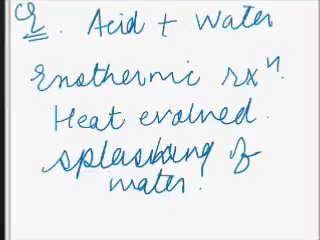 Acid + Water
Exothermic rxⁿ.
Heat evolved.
splashing of
water.